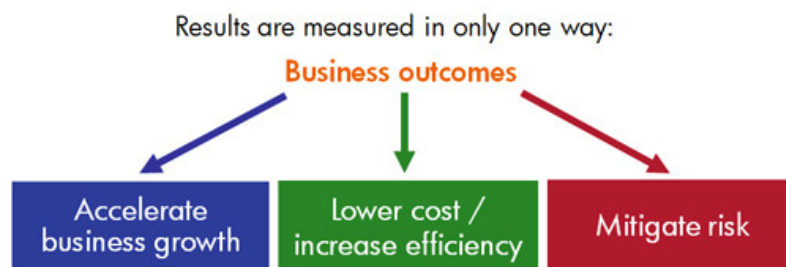 Results are measured in only one way:
Business outcomes
Accelerate
business growth
Lower cost /
increase efficiency
Mitigate risk